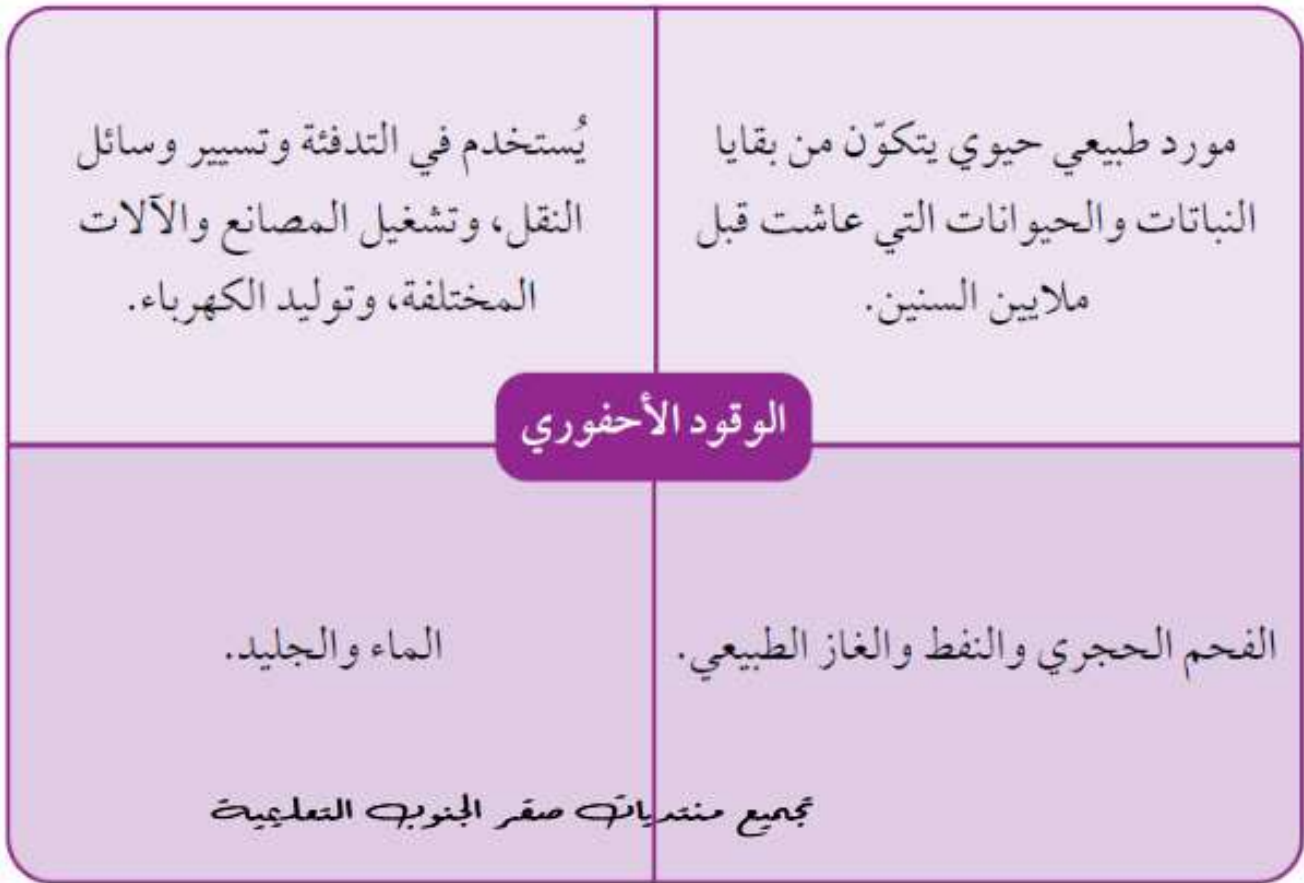 مورد طبيعي حيوي يتكوّن من بقايا
النباتات والحيوانات التي عاشت قبل
ملايين السنين.
يُستخدم في التدفئة وتسيير وسائل
النقل، وتشغيل المصانع والآلات
المختلفة، وتوليد الكهرباء.
الوقود الأحفوري
الفحم الحجري والنفط والغاز الطبيعي.
الماء والجليد.
تجميع منتديات صقر الجنوب التعليمية